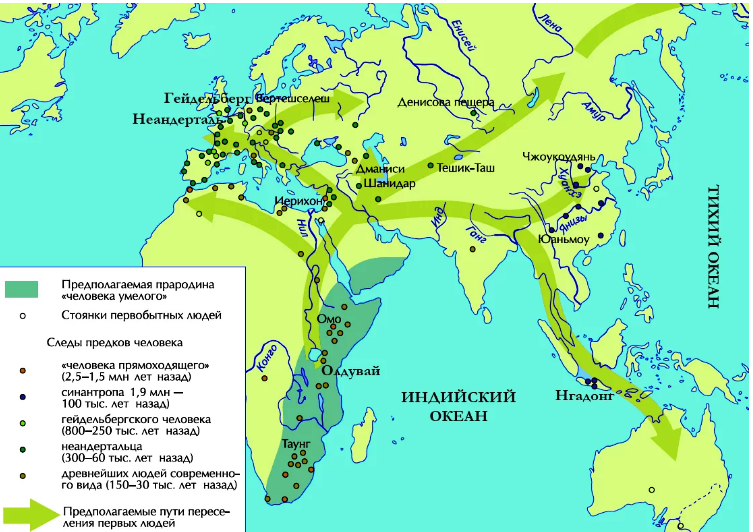 Лена
Енисей
Гейдельберг
Вертешселеш
Денисова пещера
Неандерталь
Амур
Чжоукоудянь
Дманиси
Тешик-Таш
Шанидар
Хуанхэ
Иерихон
Нил
Инд
Ганг
Янцзы
Юаньмоу
ТИХИЙ ОКЕАН
Предполагаемая прародина
«человека умелого»
Стоянки первобытных людей
Следы предков человека
«человека прямоходящего»
(2,5–1,5 млн лет назад)
синантропа 1,9 млн —
100 тыс. лет назад)
гейдельбергского человека
(800–250 тыс. лет назад)
неандертальца
(300–60 тыс. лет назад)
древнейших людей современно-
го вида (150–30 тыс. лет назад)
Предполагаемые пути пересе-
ления первых людей
Омо
Конго
Олдувай
ИНДИЙСКИЙ
ОКЕАН
Нгадонг
Таунг